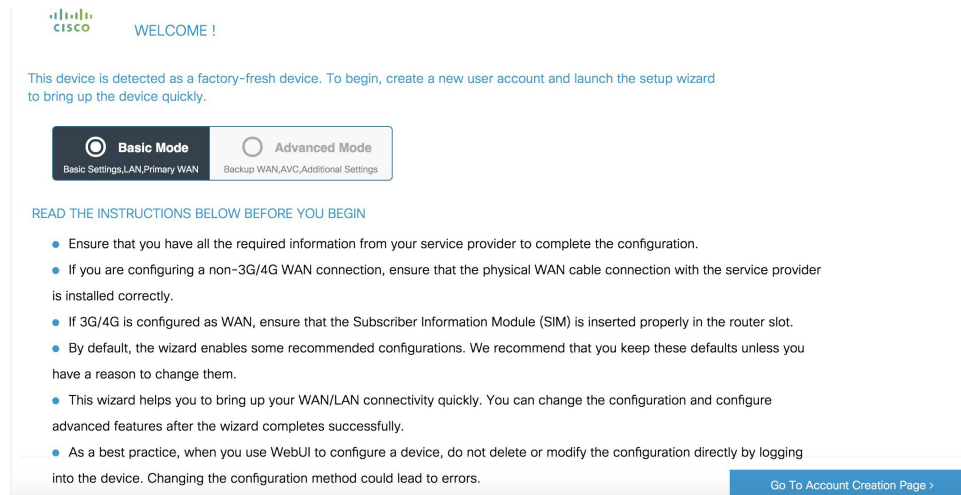 CISCO
WELCOME !
This device is detected as a factory-fresh device. To begin, create a new user account and launch the setup wizard
to bring up the device quickly.
Basic Mode
Basic Settings,LAN,Primary WAN
Advanced Mode
Backup WAN,AVC,Additional Settings
READ THE INSTRUCTIONS BELOW BEFORE YOU BEGIN
• Ensure that you have all the required information from your service provider to complete the configuration.
• If you are configuring a non-3G/4G WAN connection, ensure that the physical WAN cable connection with the service provider
is installed correctly.
• If 3G/4G is configured as WAN, ensure that the Subscriber Information Module (SIM) is inserted properly in the router slot.
• By default, the wizard enables some recommended configurations. We recommend that you keep these defaults unless you
have a reason to change them.
• This wizard helps you to bring up your WAN/LAN connectivity quickly. You can change the configuration and configure
advanced features after the wizard completes successfully.
• As a best practice, when you use WebUI to configure a device, do not delete or modify the configuration directly by logging
into the device. Changing the configuration method could lead to errors.
Go To Account Creation Page >